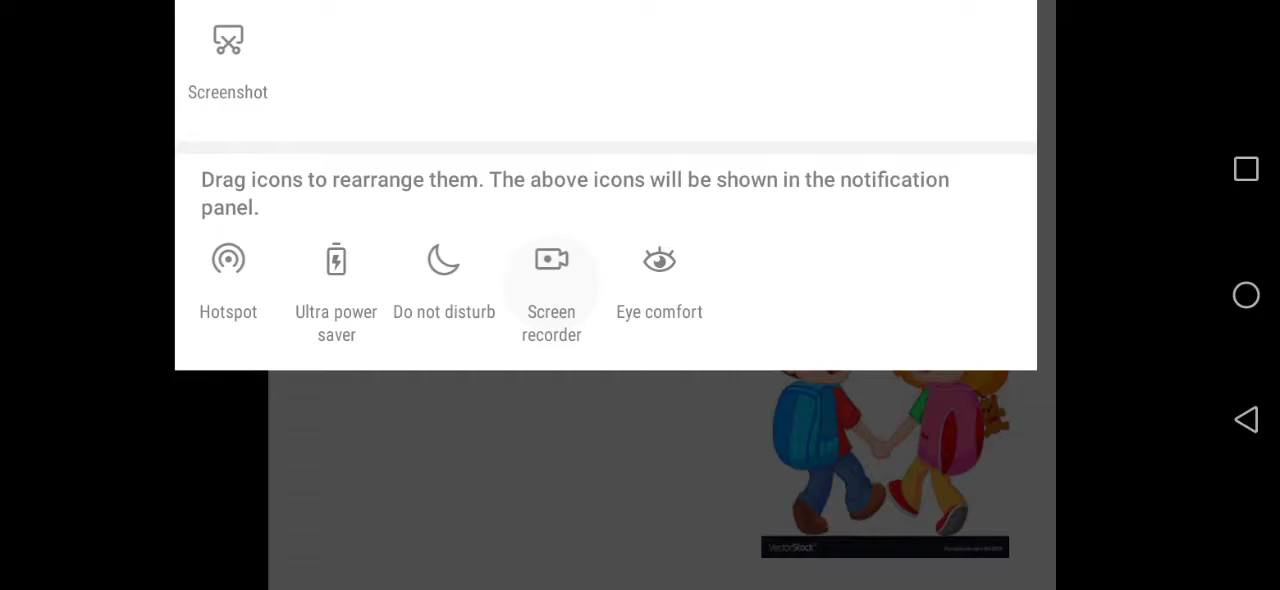 Screenshot
Drag icons to rearrange them. The above icons will be shown in the notification
panel.
Hotspot
Ultra power
saver
Do not disturb
Screen
recorder
Eye comfort
VectorStock